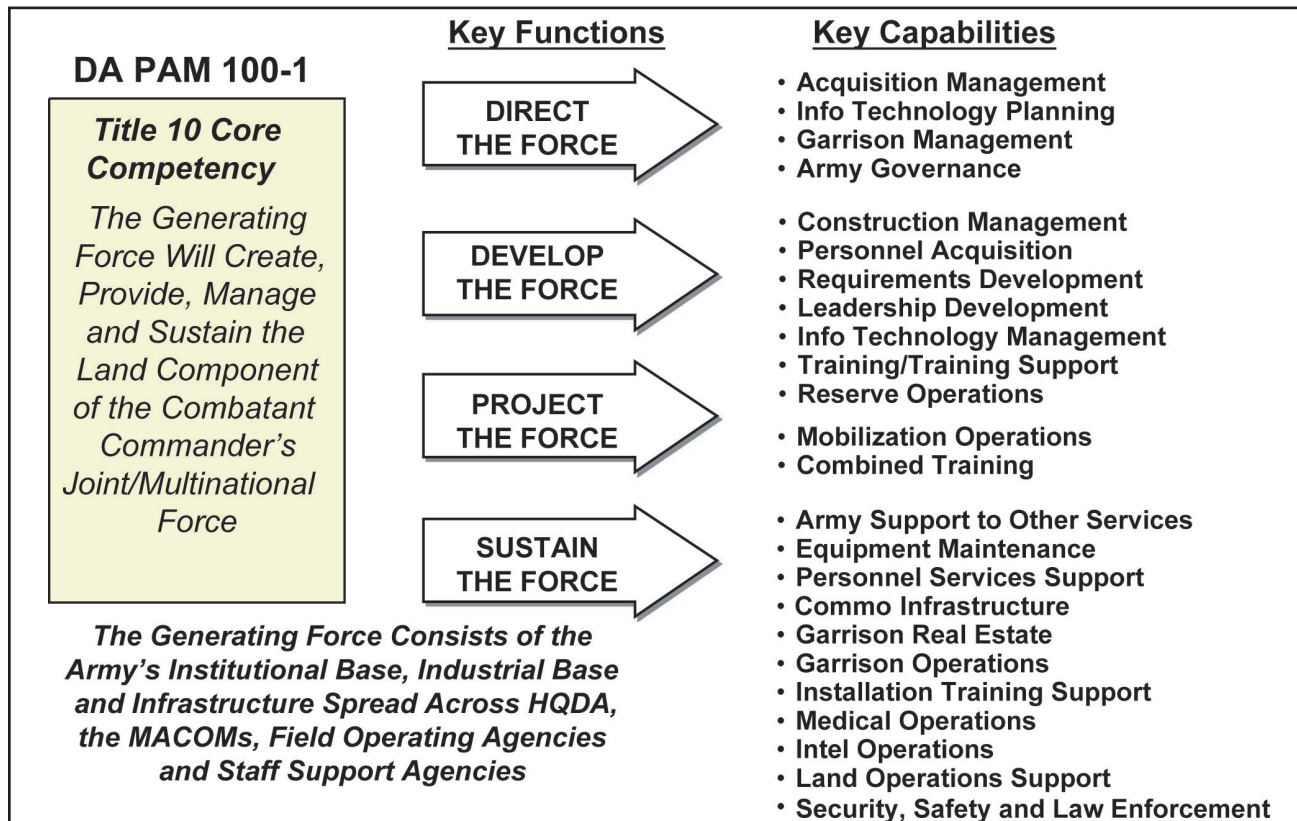 DA PAM 100-1
Title 10 Core
Competency
The Generating
Force Will Create,
Provide, Manage
and Sustain the
Land Component
of the Combatant
Commander’s
Joint/Multinational
Force
The Generating Force Consists of the
Army’s Institutional Base, Industrial Base
and Infrastructure Spread Across HQDA,
the MACOMs, Field Operating Agencies
and Staff Support Agencies
Key Functions
DIRECT
THE FORCE
DEVELOP
THE FORCE
PROJECT
THE FORCE
SUSTAIN
THE FORCE
Key Capabilities
• Acquisition Management
• Info Technology Planning
• Garrison Management
• Army Governance
• Construction Management
• Personnel Acquisition
• Requirements Development
• Leadership Development
• Info Technology Management
• Training/Training Support
• Reserve Operations
• Mobilization Operations
• Combined Training
• Army Support to Other Services
• Equipment Maintenance
• Personnel Services Support
• Commo Infrastructure
• Garrison Real Estate
• Garrison Operations
• Installation Training Support
• Medical Operations
• Intel Operations
• Land Operations Support
• Security, Safety and Law Enforcement